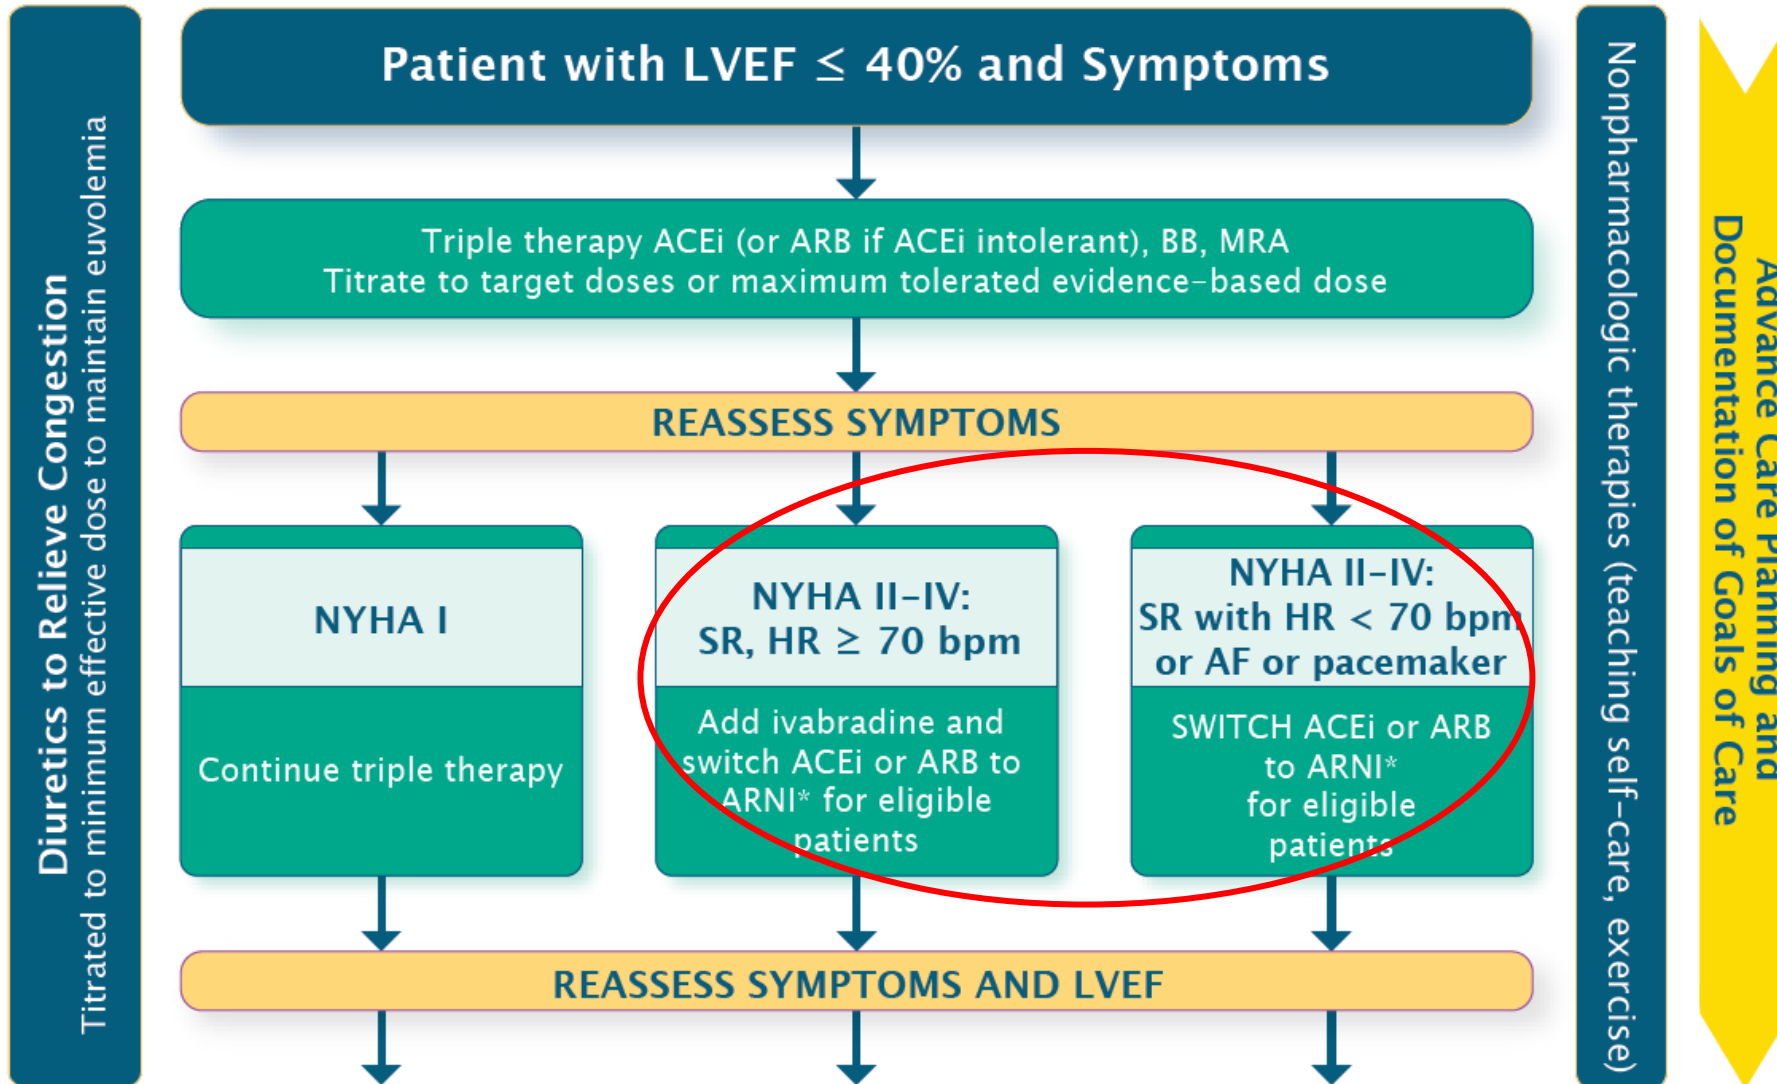 Diuretics to Relieve Congestion
Titrated to minimum effective dose to maintain euvolemia
Patient with LVEF ≤ 40% and Symptoms
Triple therapy ACEi (or ARB if ACEi intolerant), BB, MRA
Titrate to target doses or maximum tolerated evidence-based dose
REASSESS SYMPTOMS
NYHA I
Continue triple therapy
NYHA II-IV:
SR, HR ≥ 70 bpm
Add ivabradine and
switch ACEi or ARB to
ARNI* for eligible
patients
NYHA II-IV:
SR with HR < 70 bpm
or AF or pacemaker
SWITCH ACEi or ARB
to ARNI*
for eligible
patients
REASSESS SYMPTOMS AND LVEF
Nonpharmacologic therapies (teaching self-care, exercise)
Advance Care Planning and
Documentation of Goals of Care